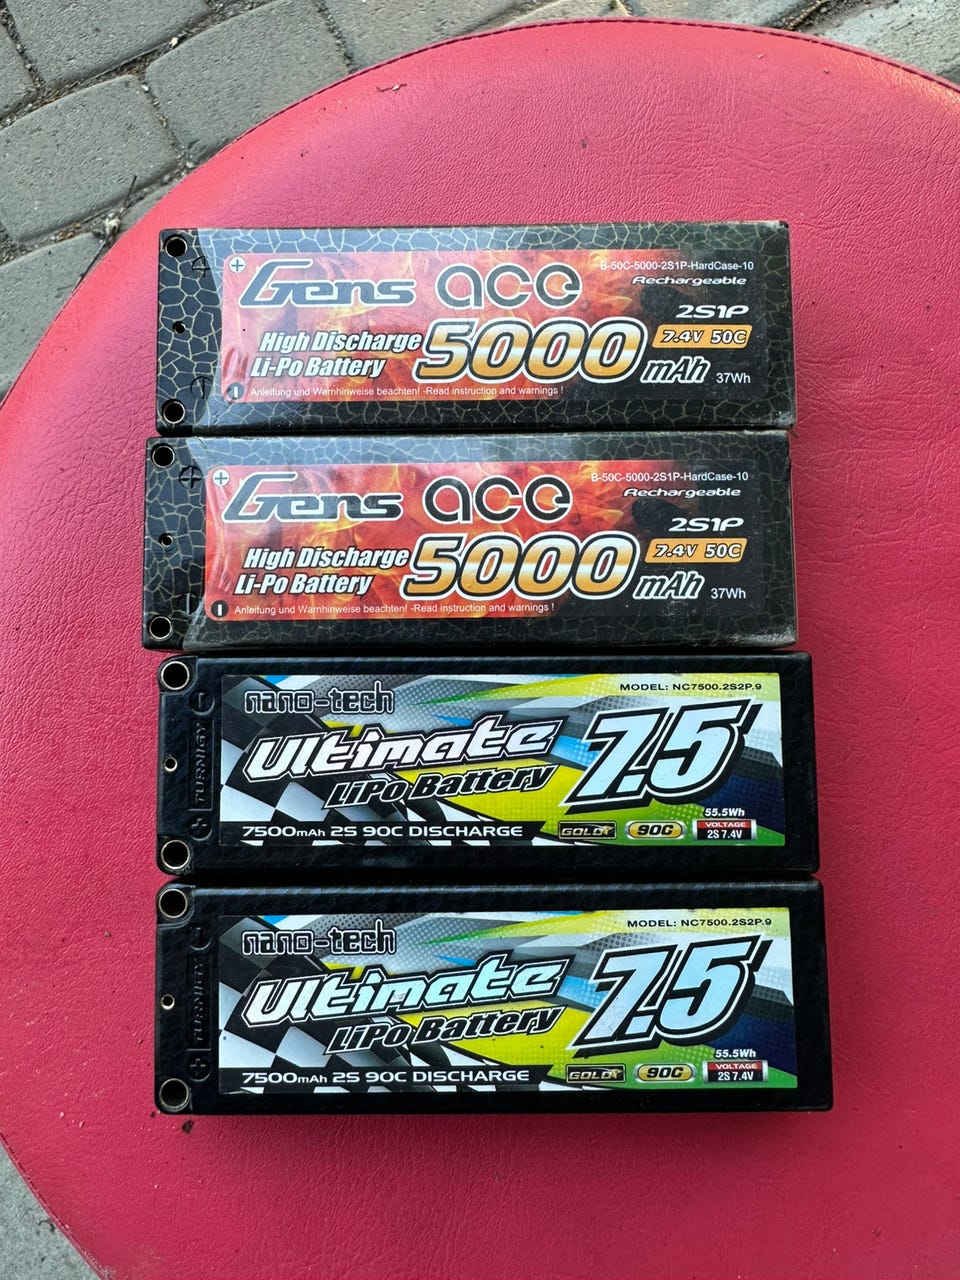 Gens ace
B-50C-5000-2S1P-HardCase-10
Rechargeable
2S1P
High Discharge
Li-Po Battery
5000 mAh
7.4V 50C
37Wh
Anleitung und Warnhinweise beachten! -Read instruction and warnings !
Gens ace
B-50C-5000-2S1P-HardCase-10
Rechargeable
2S1P
High Discharge
Li-Po Battery
5000 mAh
7.4V 50C
37Wh
Anleitung und Warnhinweise beachten! -Read instruction and warnings !
TURNIGY
nano-tech
MODEL: NC7500.2S2P.9
Ultimate
LiPo Battery
7.5
55.5Wh
7500mAh 2S 90C DISCHARGE
GOLD
90C
VOLTAGE
2S 7.4V
TURNIGY
nano-tech
MODEL: NC7500.2S2P.9
Ultimate
LiPo Battery
7.5
55.5Wh
7500mAh 2S 90C DISCHARGE
GOLD
90C
VOLTAGE
2S 7.4V